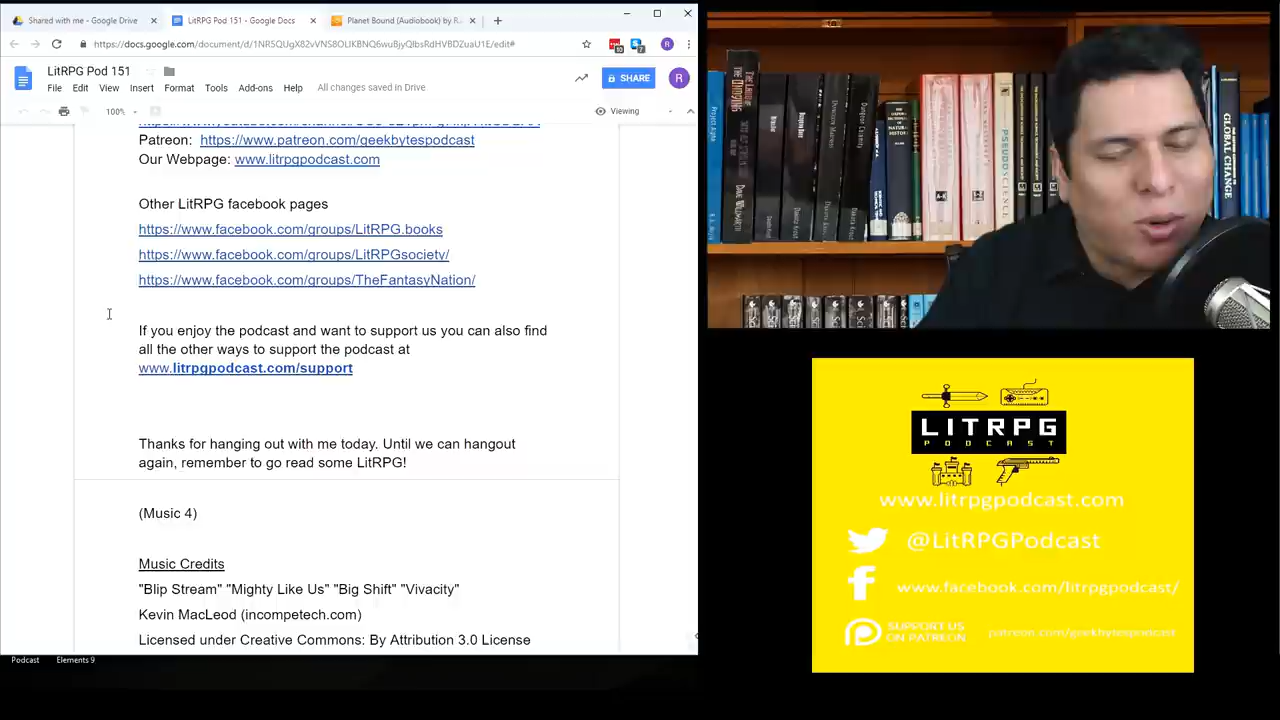 Shared with me - Google Drive
LitRPG Pod 151 - Google Docs
Planet Bound (Audiobook) by R.
https://docs.google.com/document/d/1NR5QUgX82vVNS8OLIKBNQ6wuBjyQIbsRdHVBDZuaU1E/edit#
LitRPG Pod 151
SHARE
R
File Edit View Insert Format Tools Add-ons Help All changes saved in Drive
100%
Viewing
Patreon: https://www.patreon.com/geekbytespodcast
Our Webpage: www.litrpgpodcast.com
Other LitRPG facebook pages
https://www.facebook.com/groups/LitRPG.books
https://www.facebook.com/groups/LitRPGsociety/
https://www.facebook.com/groups/TheFantasyNation/
If you enjoy the podcast and want to support us you can also find
all the other ways to support the podcast at
www.litrpgpodcast.com/support
Thanks for hanging out with me today. Until we can hangout
again, remember to go read some LitRPG!
(Music 4)
Music Credits
"Blip Stream" "Mighty Like Us" "Big Shift" "Vivacity"
Kevin MacLeod (incompetech.com)
Licensed under Creative Commons: By Attribution 3.0 License
Podcast
Elements 9
Project Alpha
DAVE WILLMARTH
PSEUDOSCIENCE
GLOBAL CHANGE
A-K
LITRPG
PODCAST
www.litrpgpodcast.com
@LitRPGPodcast
www.facebook.com/litrpgpodcast/
SUPPORT US
ON PATREON
patreon.com/geekbytespodcast